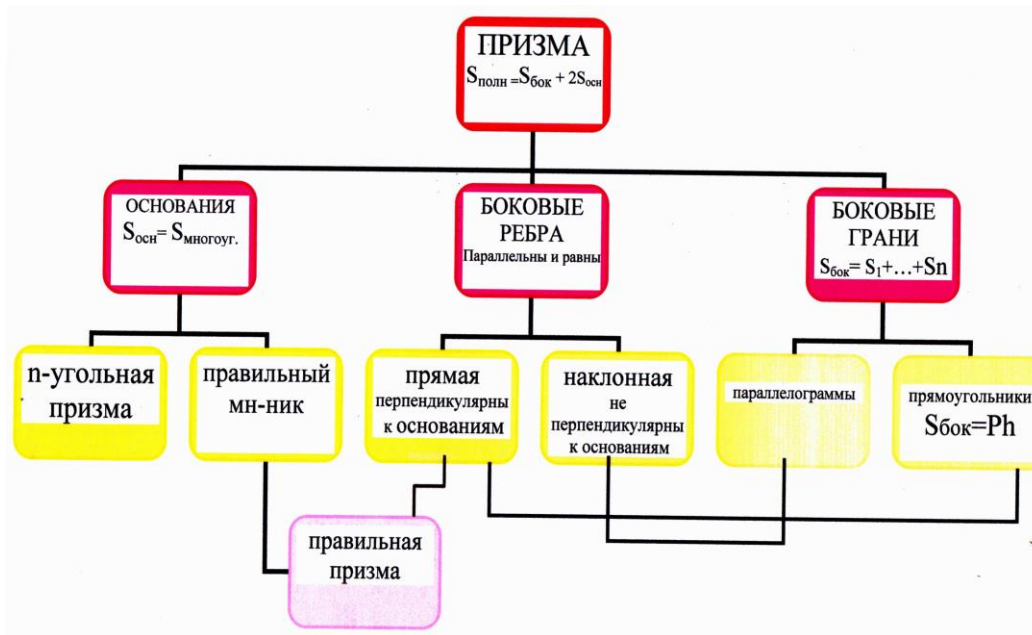 ПРИЗМА
Sполн =Sбок + 2Sосн
ОСНОВАНИЯ
Sосн= Sмногоуг.
БОКОВЫЕ
РЕБРА
Параллельны и равны
БОКОВЫЕ
ГРАНИ
Sбок= S1+...+Sn
n-угольная
призма
правильный
мн-ник
прямая
перпендикулярны
к основаниям
наклонная
не
перпендикулярны
к основаниям
параллелограммы
прямоугольники
Sбок=Ph
правильная
призма